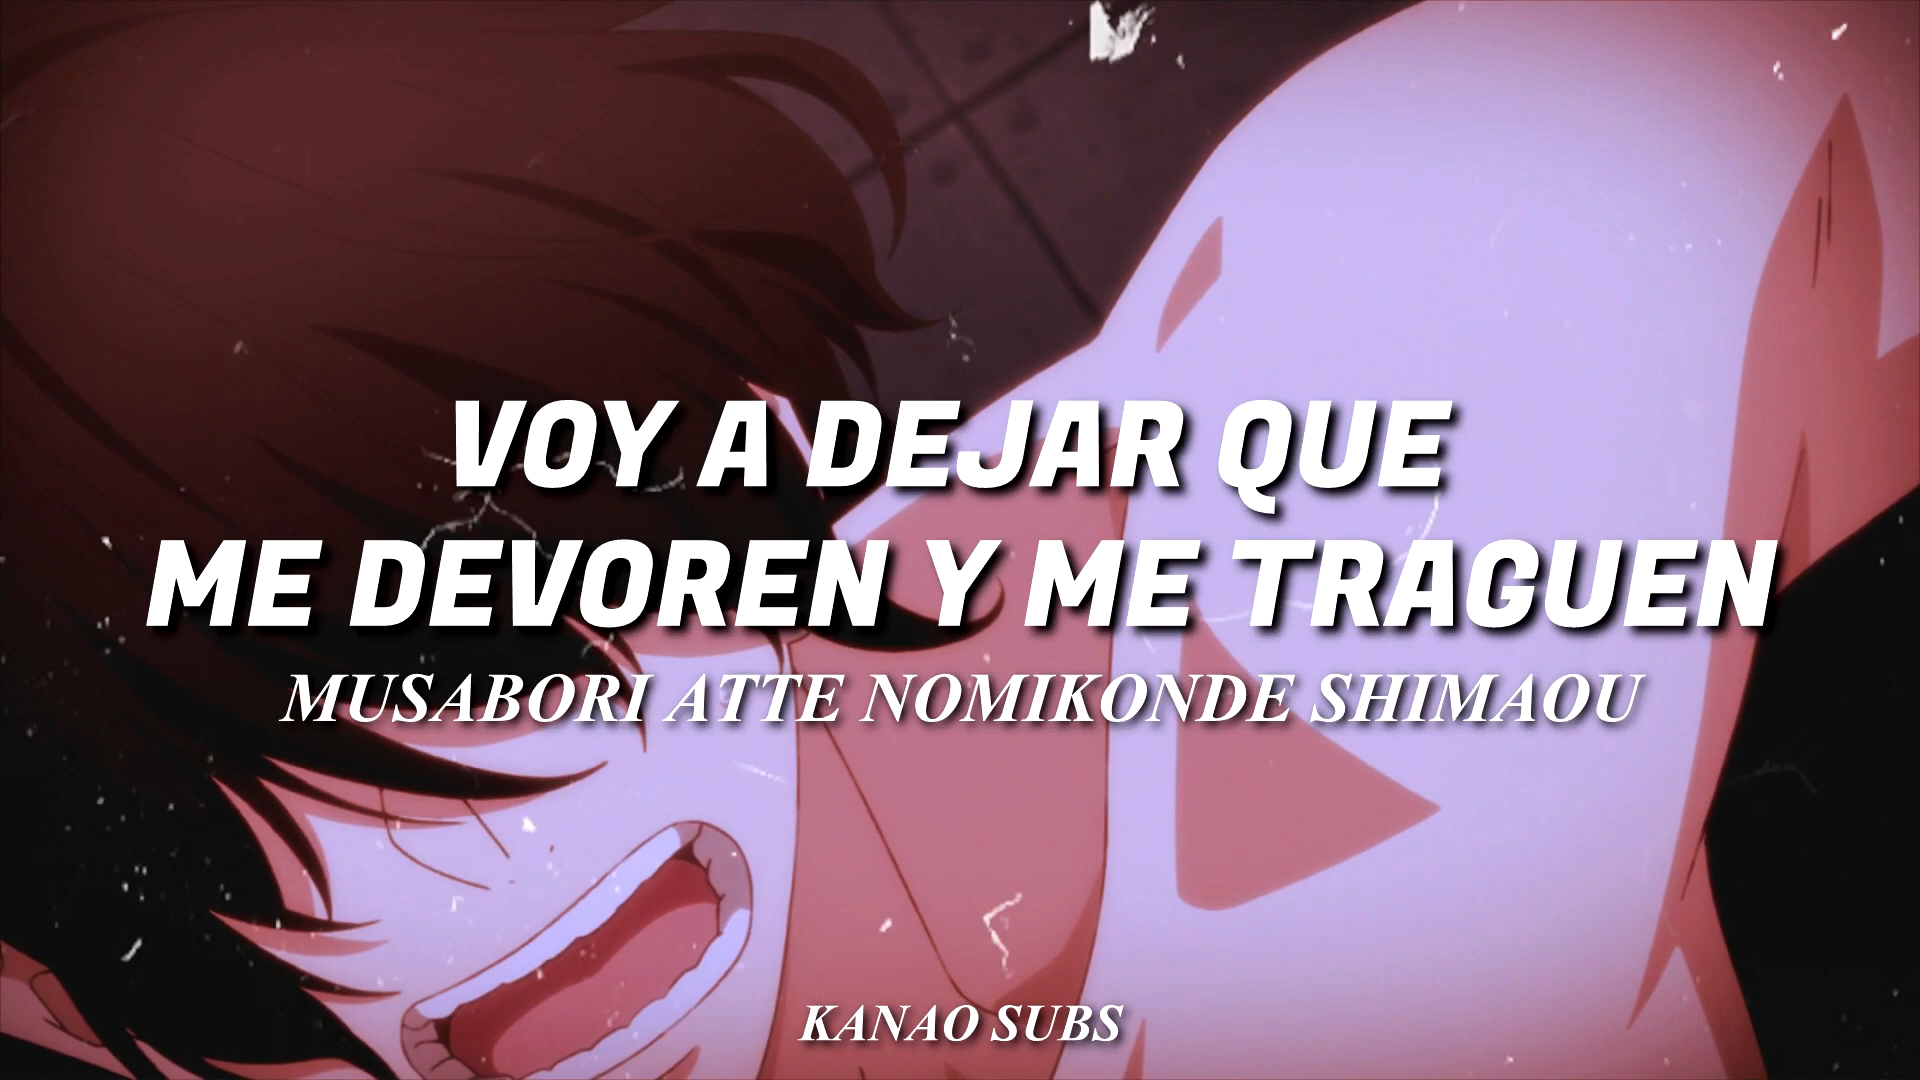 VOY A DEJAR QUE
ME DEVOREN Y ME TRAGUEN
MUSABORI ATTE NOMIKONDE SHIMAOU
KANAO SUBS